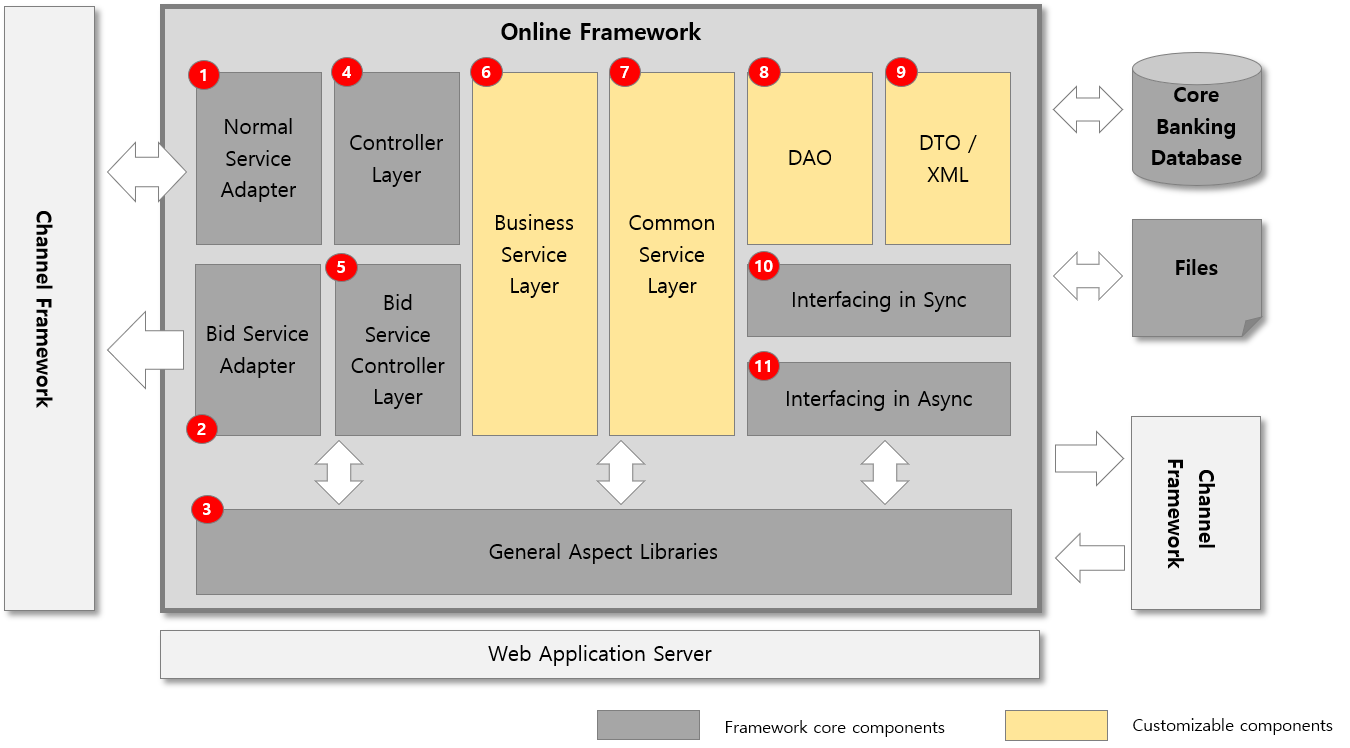 Online Framework
Channel Framework
1
Normal
Service
Adapter
4
Controller
Layer
6
Business
Service
Layer
7
Common
Service
Layer
8
DAO
9
DTO /
XML
2
Bid Service
Adapter
5
Bid
Service
Controller
Layer
10
Interfacing in Sync
11
Interfacing in Async
3
General Aspect Libraries
Core
Banking
Database
Files
Channel
Framework
Web Application Server
Framework core components
Customizable components